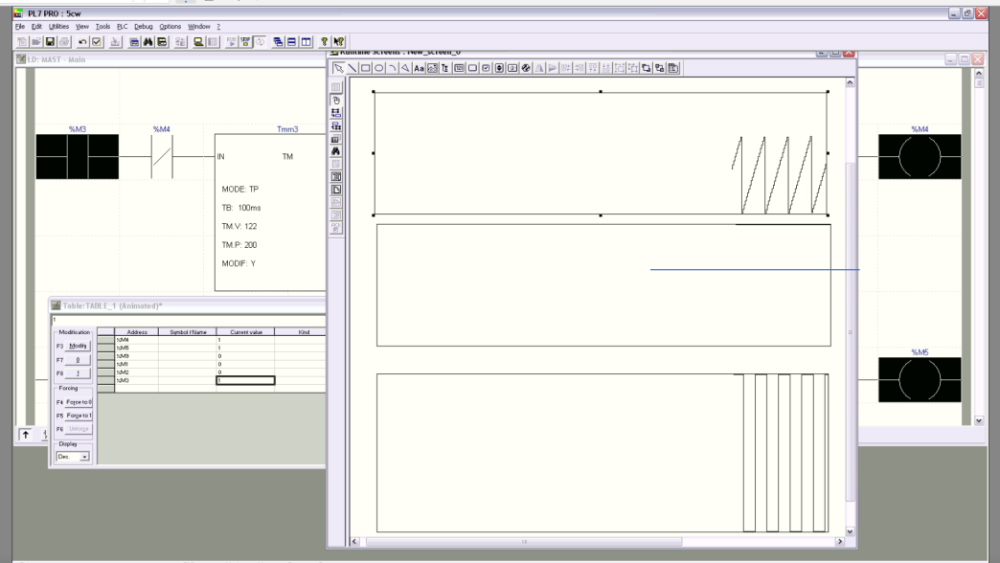 PL7 PRO : 5cw
File Edit Utilities View Tools PLC Debug Options Window ?
LD: MAST - Main
Runtime Screens : New_screen_0
Aa
%M3
%M4
Tmm3
%M4
IN
TM
MODE: TP
TB: 100ms
TM.V: 122
TM.P: 200
MODIF: Y
%M5
Table: TABLE_1 (Animated)*
1
Modification
F3 Modify
F7 0
F8 1
Forcing
F4 Force to 0
F5 Force to 1
F6 Unforce
Display
Dec.
Address Symbol / Name Current value Kind
%M4 1
%M5 1
%M9 0
%M1 0
%M2 0
%M3 1